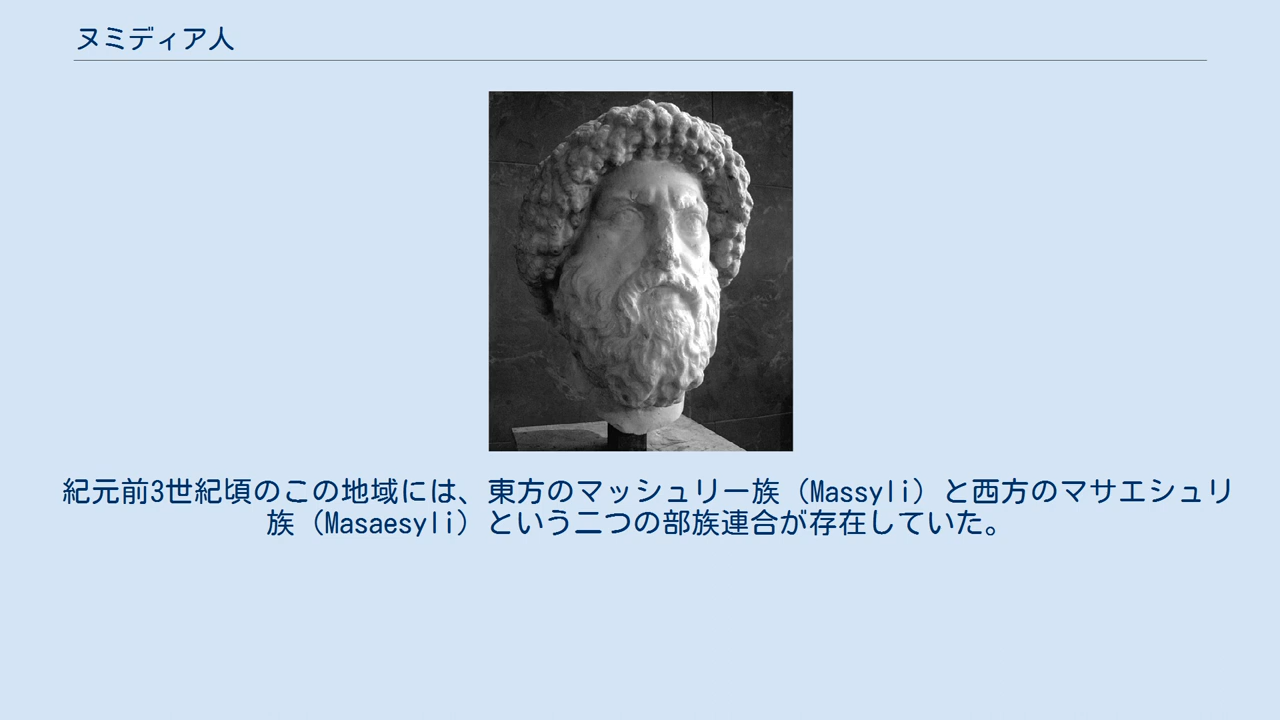 ヌミディア人
紀元前3世紀頃のこの地域には、東方のマッシュリー族（Massyli）と西方のマサエシュリ
族（Masaesyli）という二つの部族連合が存在していた。